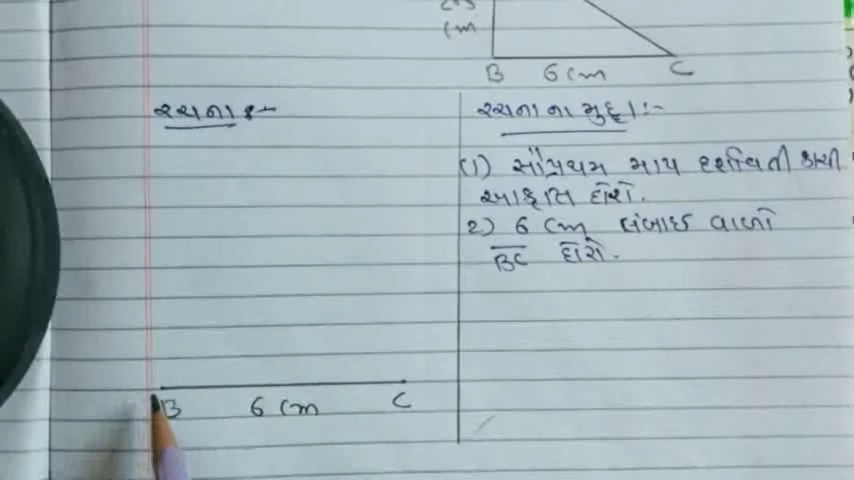 cm
B 6 cm C
રચના :-
રચનાના મુદ્દા :-
(1) સૌપ્રથમ માપ દર્શાવતી કાચી
આકૃતિ દોરો.
2) 6 cm લંબાઈ વાળો
BC દોરો.
B 6 cm C